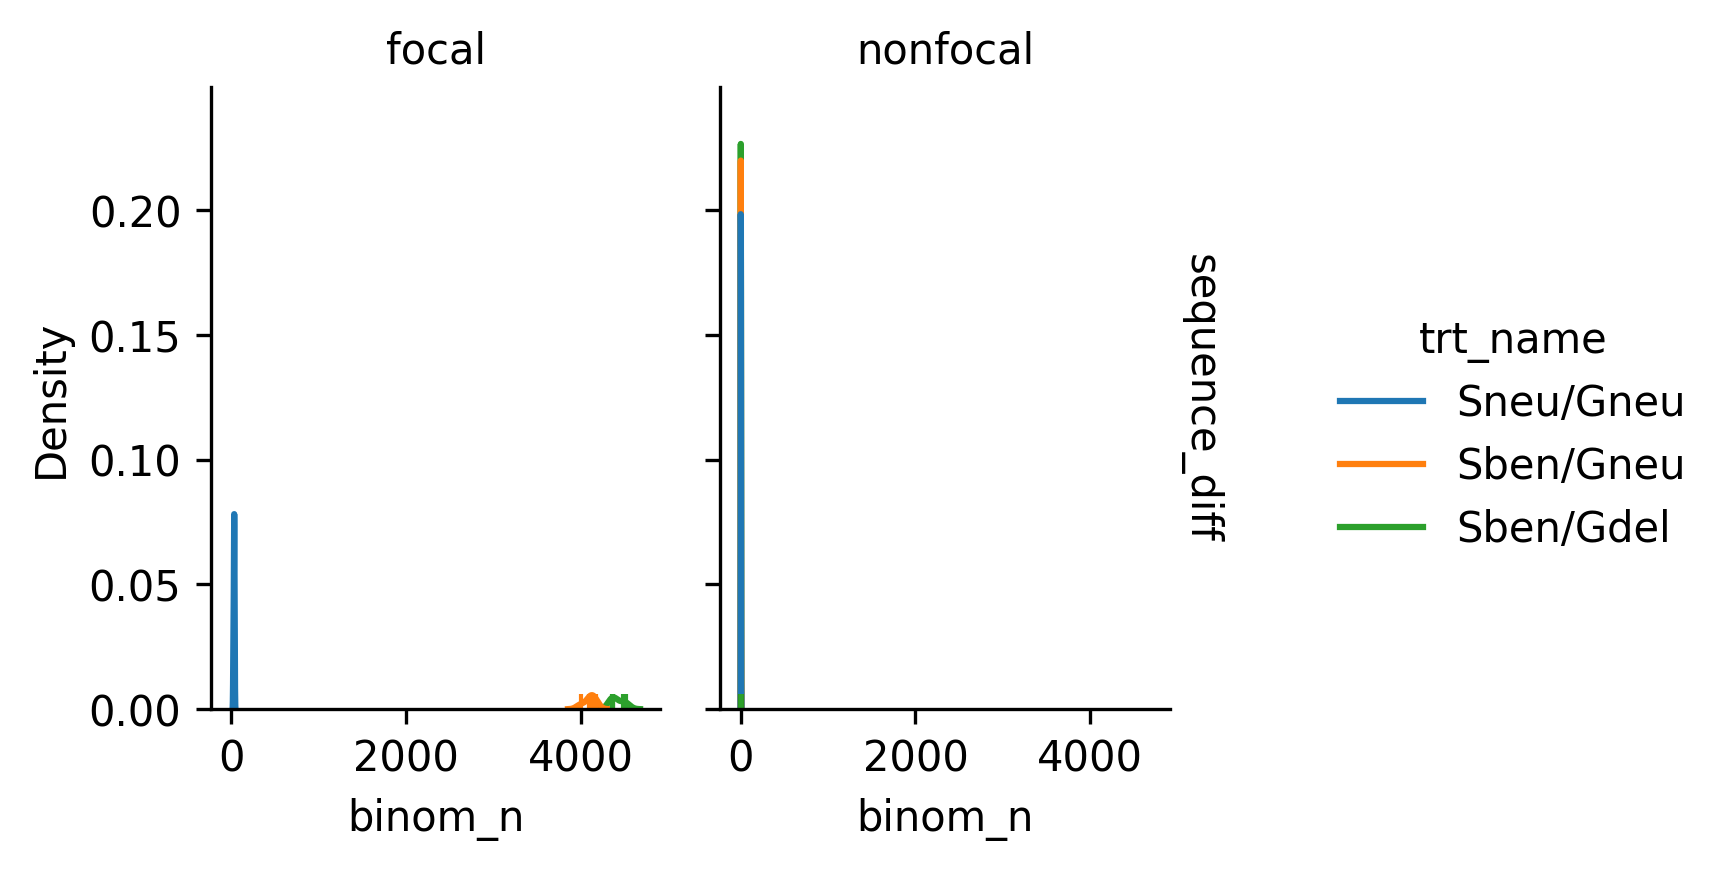 focal
nonfocal
Density
0.20
0.15
0.10
0.05
0.00
0
2000
4000
0
2000
4000
binom_n
binom_n
sequence_diff
trt_name
Sneu/Gneu
Sben/Gneu
Sben/Gdel